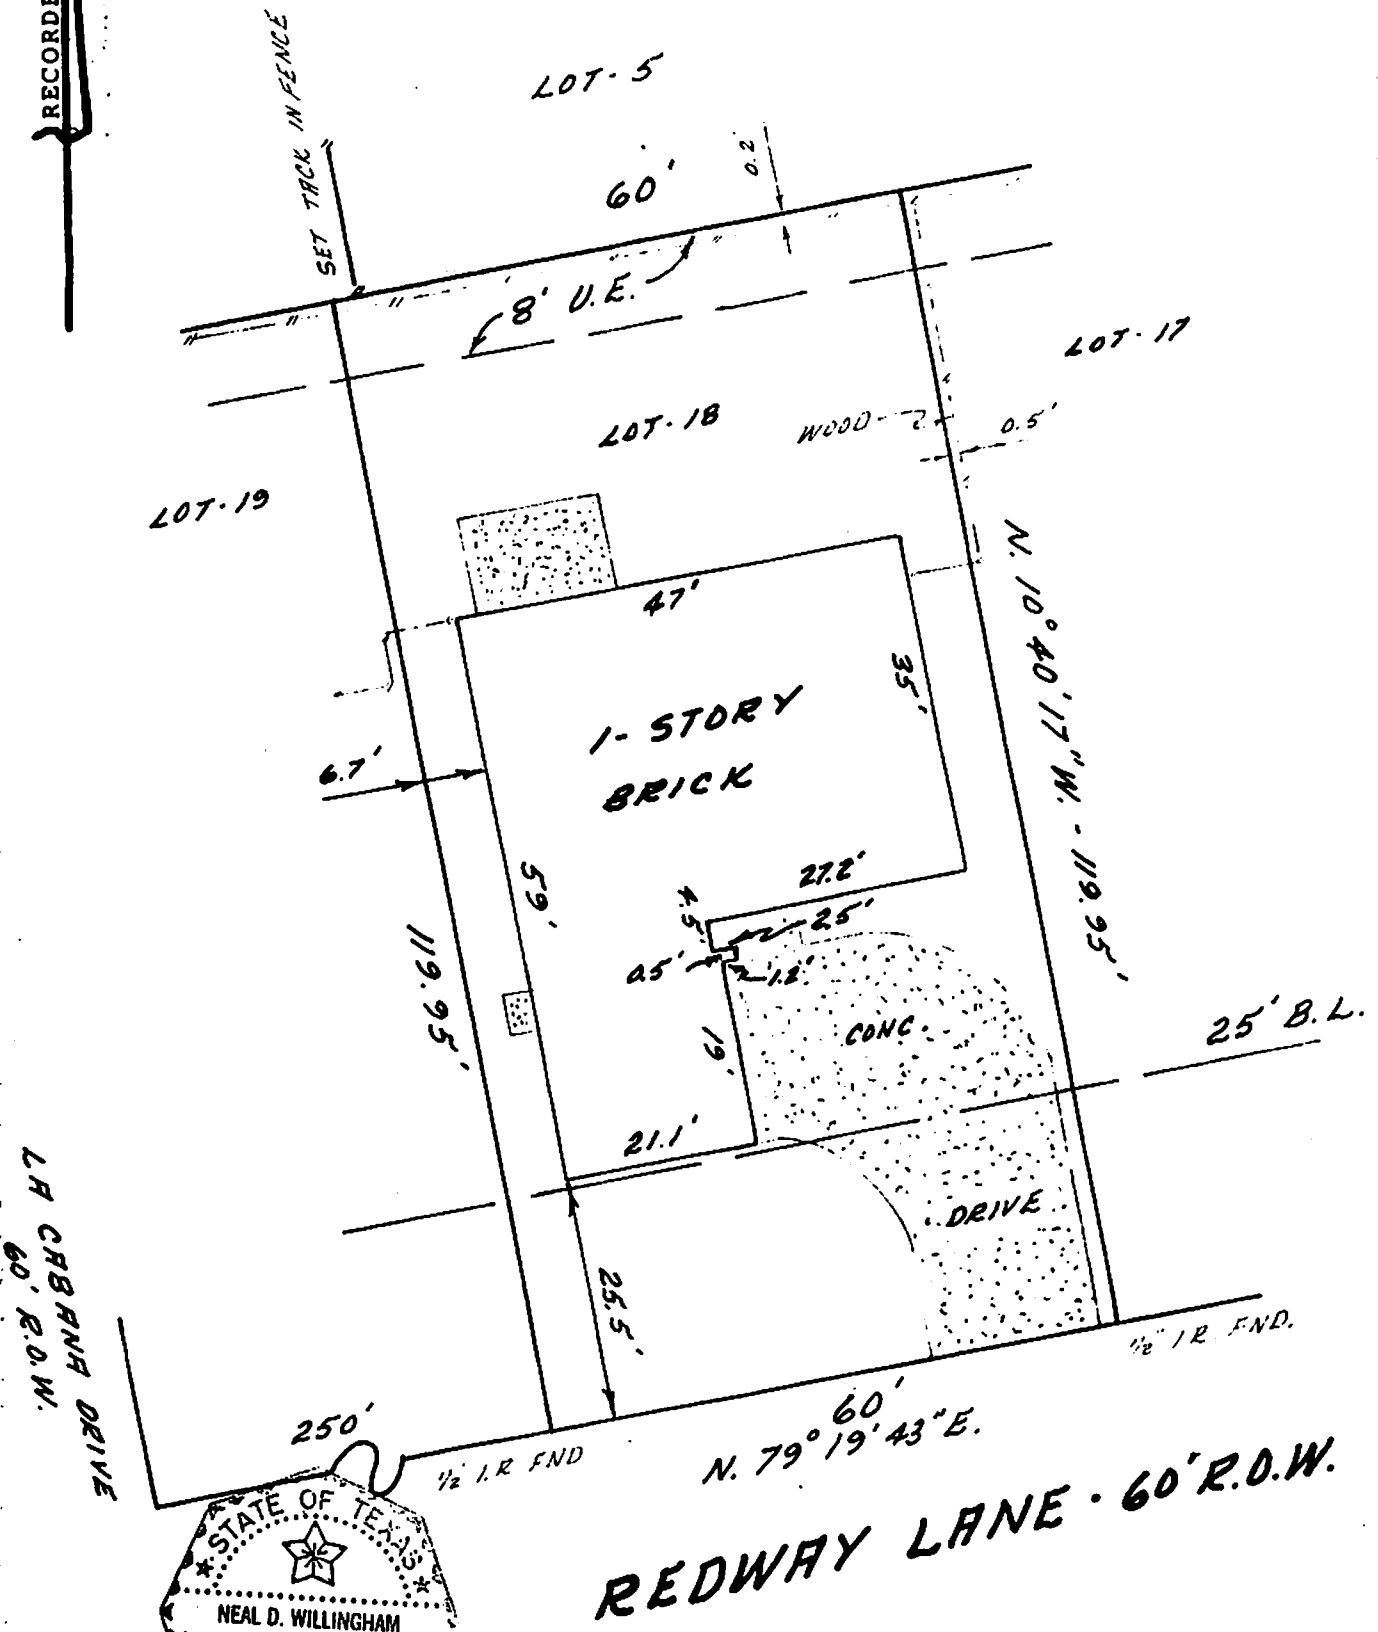 RECORDE
SET TACK IN FENCE
LOT-5
60'
0.2'
8' U.E.
LOT-17
LOT-18
WOOD
0.5'
LOT-19
47'
35'
N. 10° 40' 17" W. - 119.95'
1-STORY
BRICK
6.7'
59'
27.2'
4.5'
2.5'
0.5'
1.2'
119.95'
19'
CONC.
25' B.L.
21.1'
DRIVE
25.5'
LA CABANA DRIVE
60' R.O.W.
1/2" I.R. FND.
250'
60'
1/2" I.R FND
N. 79° 19' 43" E.
REDWAY LANE · 60' R.O.W.
★ STATE OF TEXAS ★
NEAL D. WILLINGHAM